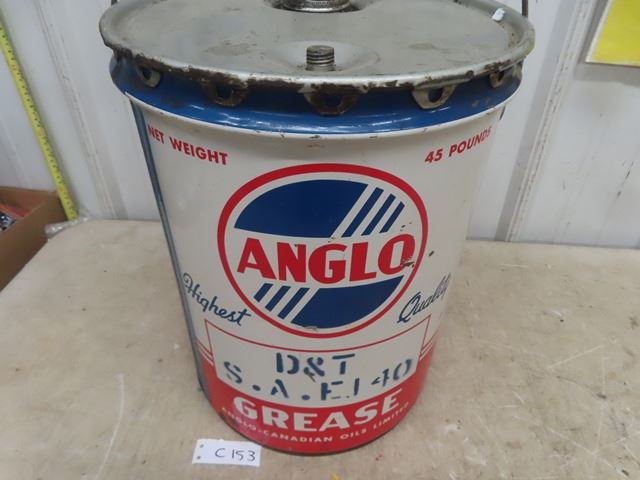 NET WEIGHT 45 POUNDS
ANGLO
Highest Quality
D&T
S.A.E. 140
GREASE
ANGLO-CANADIAN OILS LIMITED
C153